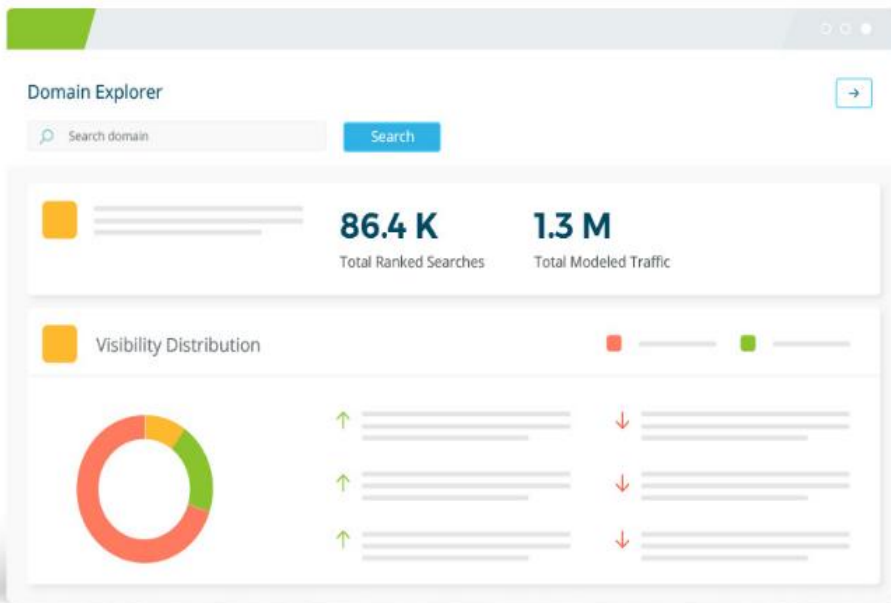 Domain Explorer
Search domain
Search
86.4 K
1.3 M
Total Ranked Searches
Total Modeled Traffic
Visibility Distribution